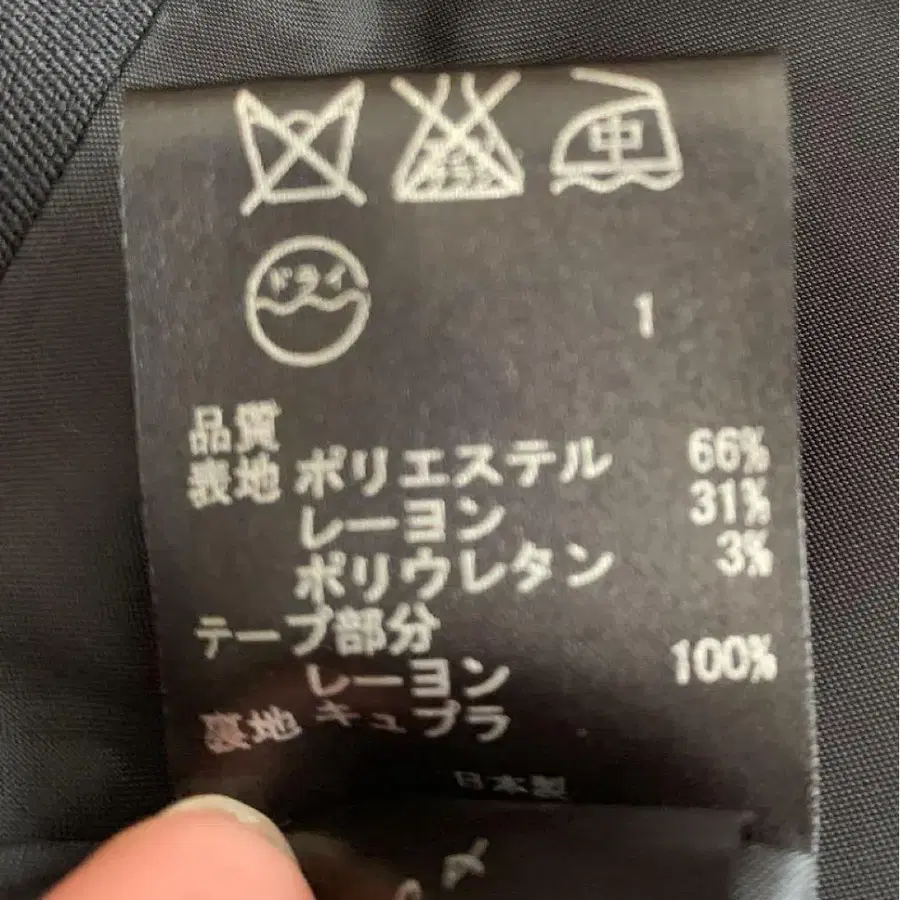 中
ドライ
1
品質
表地 ポリエステル 66%
レーヨン 31%
ポリウレタン 3%
テープ部分
レーヨン 100%
裏地 キュプラ
日本製